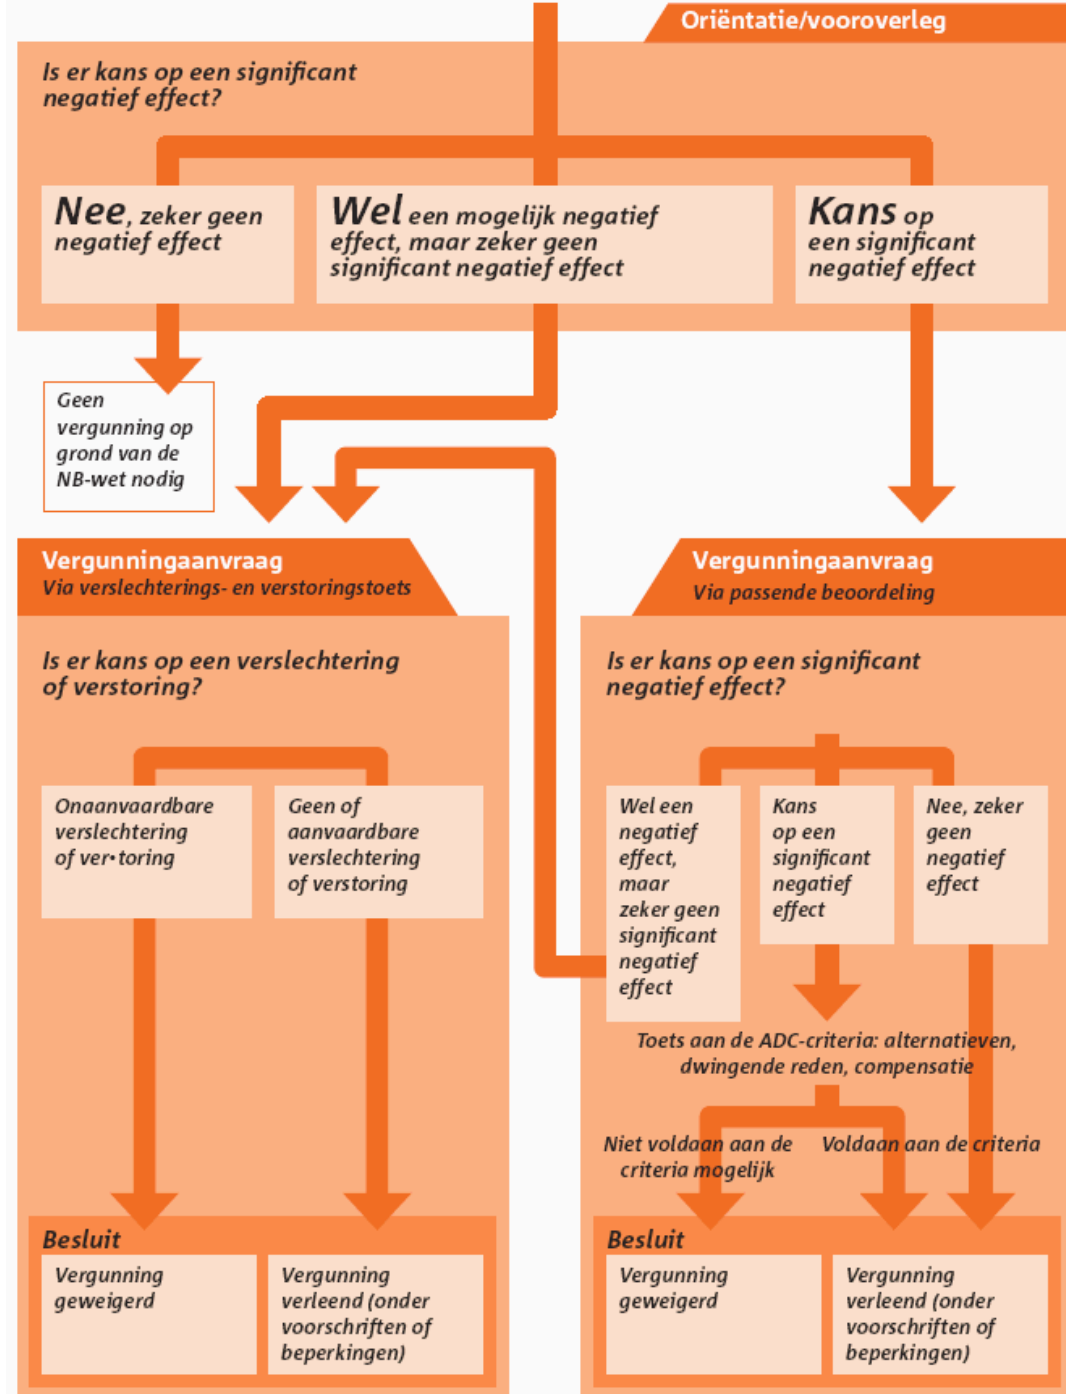 Oriëntatie/vooroverleg
Is er kans op een significant
negatief effect?
Nee, zeker geen
negatief effect
Wel een mogelijk negatief
effect, maar zeker geen
significant negatief effect
Kans op
een significant
negatief effect
Geen
vergunning op
grond van de
NB-wet nodig
Vergunningaanvraag
Via verslechterings- en verstoringstoets
Is er kans op een verslechtering
of verstoring?
Onaanvaardbare
verslechtering
of ver•toring
Geen of
aanvaardbare
verslechtering
of verstoring
Besluit
Vergunning
geweigerd
Vergunning
verleend (onder
voorschriften of
beperkingen)
Vergunningaanvraag
Via passende beoordeling
Is er kans op een significant
negatief effect?
Wel een
negatief
effect,
maar
zeker geen
significant
negatief
effect
Kans
op een
significant
negatief
effect
Nee, zeker
geen
negatief
effect
Toets aan de ADC-criteria: alternatieven,
dwingende reden, compensatie
Niet voldaan aan de
criteria mogelijk
Voldaan aan de criteria
Besluit
Vergunning
geweigerd
Vergunning
verleend (onder
voorschriften of
beperkingen)